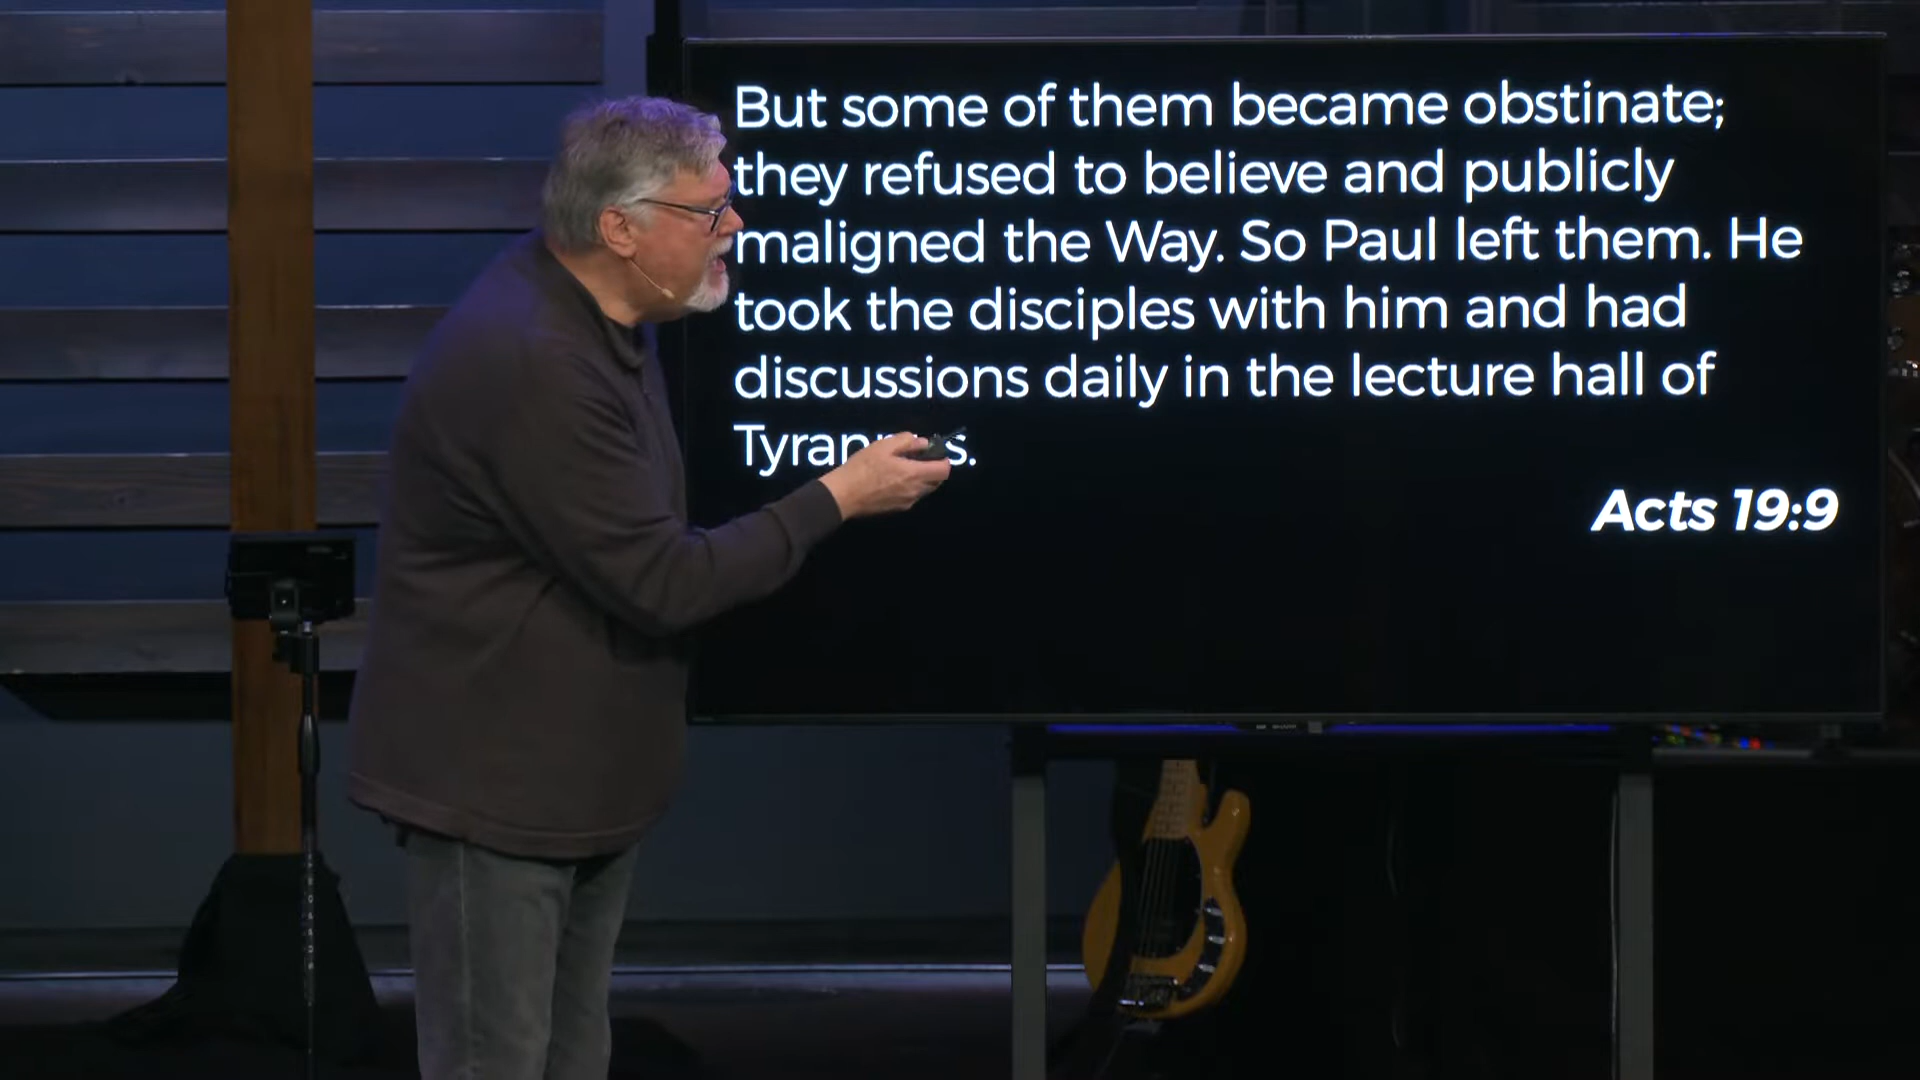 But some of them became obstinate;
they refused to believe and publicly
maligned the Way. So Paul left them. He
took the disciples with him and had
discussions daily in the lecture hall of
Acts 19:9